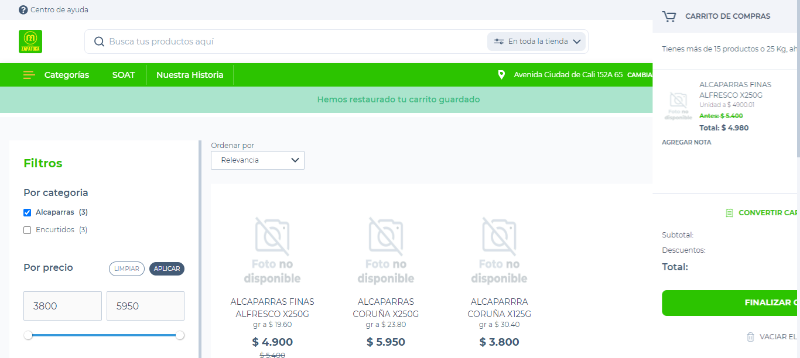 Centro de ayuda
CARRITO DE COMPRAS
Busca tus productos aquí
En toda la tienda
Tienes más de 15 productos o 25 Kg, ah
Categorías
SOAT
Nuestra Historia
Avenida Ciudad de Cali 152A 65
CAMBIA
Hemos restaurado tu carrito guardado
ALCAPARRAS FINAS
ALFRESCO X250G
Unidad a $ 4900.01
Antes: $ 5.400
Total: $ 4.980
Foto no
disponible
AGREGAR NOTA
Filtros
Ordenar por
Relevancia
Por categoria
Alcaparras (3)
Encurtidos (3)
Por precio
LIMPIAR
APLICAR
3800
5950
Foto no
disponible
ALCAPARRAS FINAS
ALFRESCO X250G
gr a $ 19.60
$ 4.900
$ 5.400
Foto no
disponible
ALCAPARRAS
CORUÑA X250G
gr a $ 23.80
$ 5.950
Foto no
disponible
ALCAPARRRA
CORUÑA X125G
gr a $ 30.40
$ 3.800
CONVERTIR CAR
Subtotal:
Descuentos:
Total:
FINALIZAR C
VACIAR EL